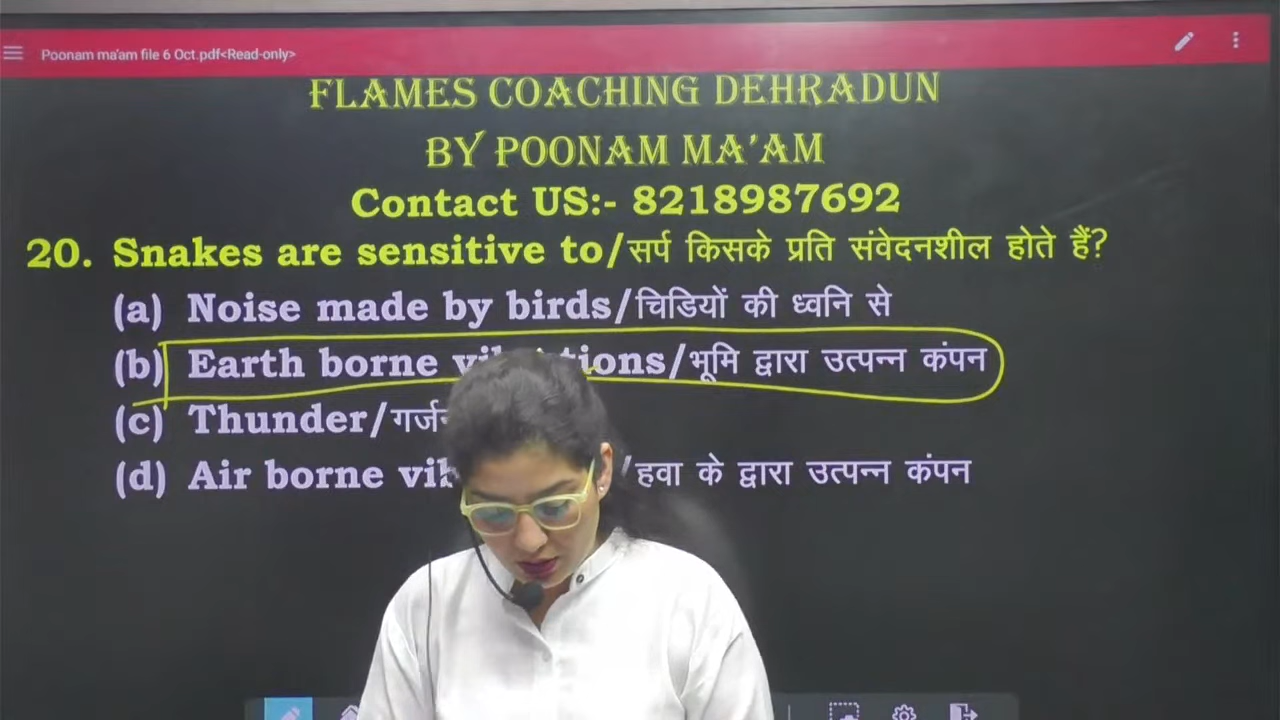 Poonam ma'am file 6 Oct.pdf<Read-only>
FLAMES COACHING DEHRADUN
BY POONAM MA'AM
Contact US:- 8218987692
20. Snakes are sensitive to/सर्प किसके प्रति संवेदनशील होते हैं?
(a) Noise made by birds/चिडियों की ध्वनि से
(b) Earth borne /भूमि द्वारा उत्पन्न कंपन
(c) Thunder/
(d) Air borne /हवा के द्वारा उत्पन्न कंपन